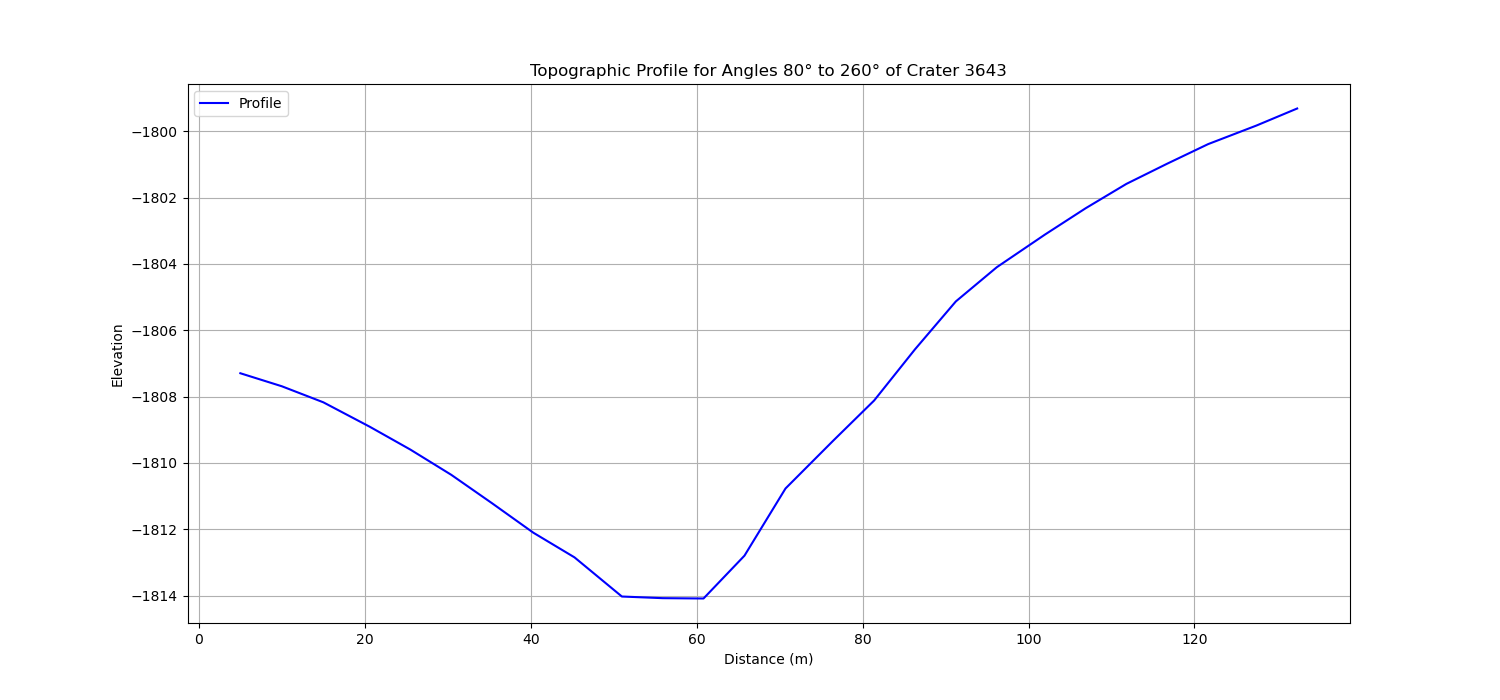 Topographic Profile for Angles 80° to 260° of Crater 3643
Profile
−1800
−1802
−1804
−1806
−1808
−1810
−1812
−1814
Elevation
0 20 40 60 80 100 120
Distance (m)